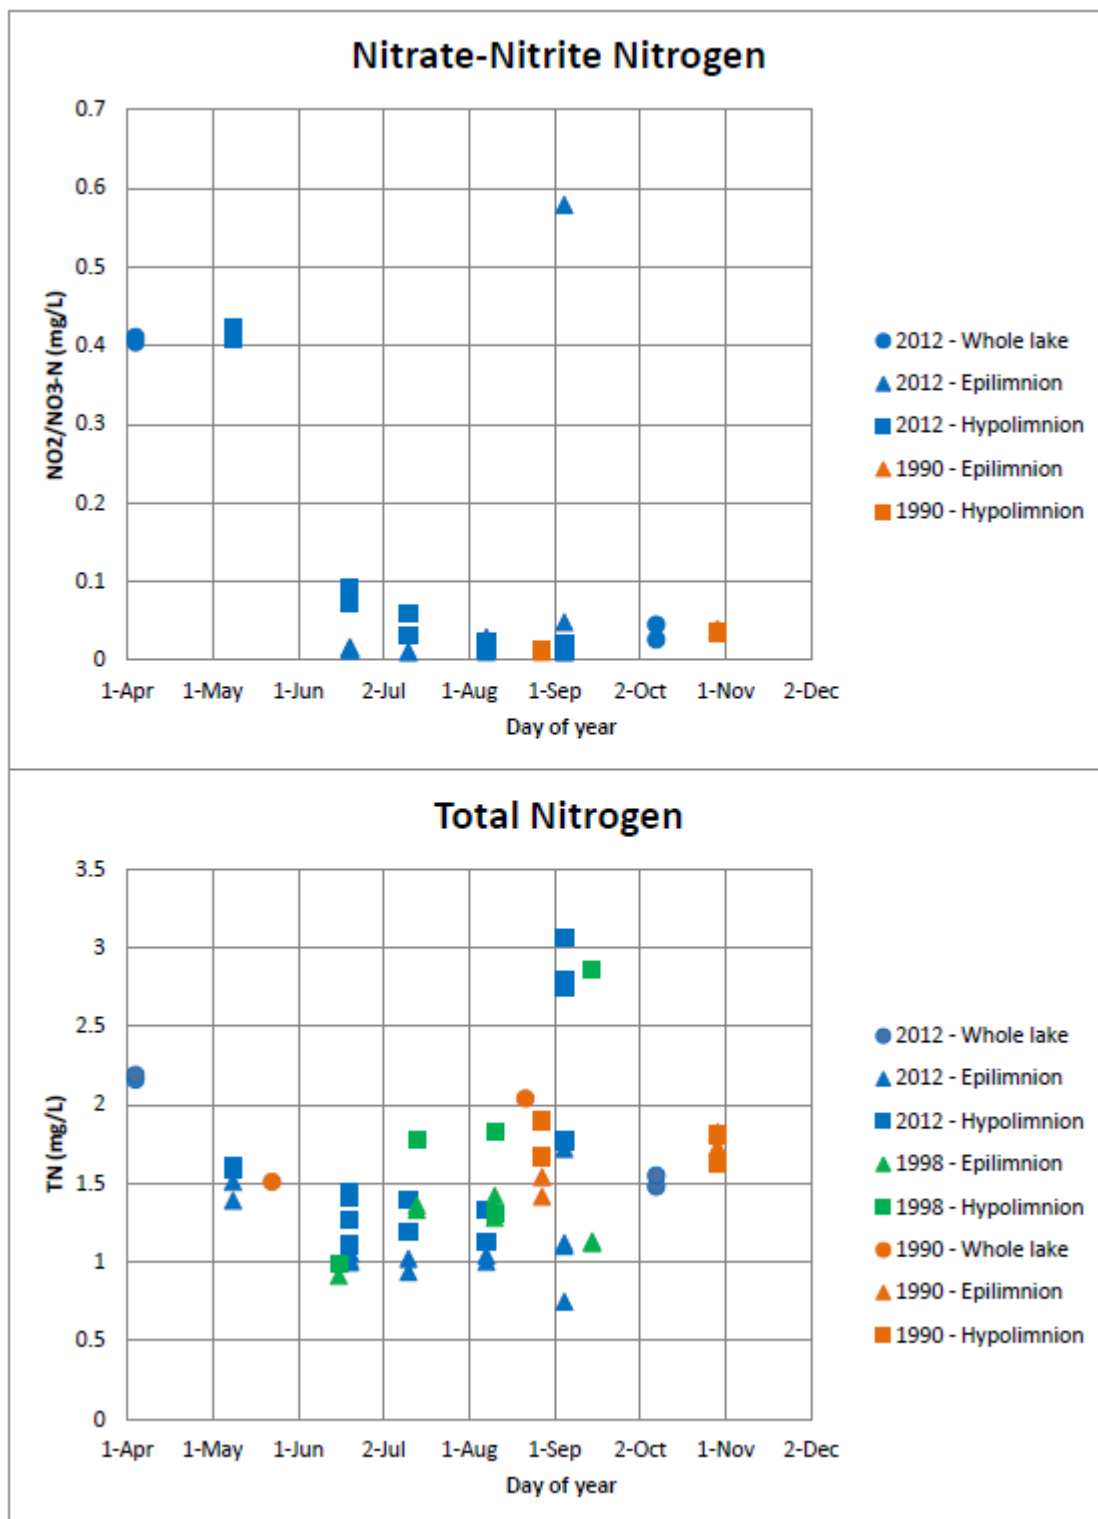 Nitrate-Nitrite Nitrogen
0.7
0.6
0.5
0.4
0.3
0.2
0.1
0
NO2/NO3-N (mg/L)
1-Apr 1-May 1-Jun 2-Jul 1-Aug 1-Sep 2-Oct 1-Nov 2-Dec
Day of year
2012 - Whole lake
2012 - Epilimnion
2012 - Hypolimnion
1990 - Epilimnion
1990 - Hypolimnion
Total Nitrogen
3.5
3
2.5
2
1.5
1
0.5
0
TN (mg/L)
1-Apr 1-May 1-Jun 2-Jul 1-Aug 1-Sep 2-Oct 1-Nov 2-Dec
Day of year
2012 - Whole lake
2012 - Epilimnion
2012 - Hypolimnion
1998 - Epilimnion
1998 - Hypolimnion
1990 - Whole lake
1990 - Epilimnion
1990 - Hypolimnion